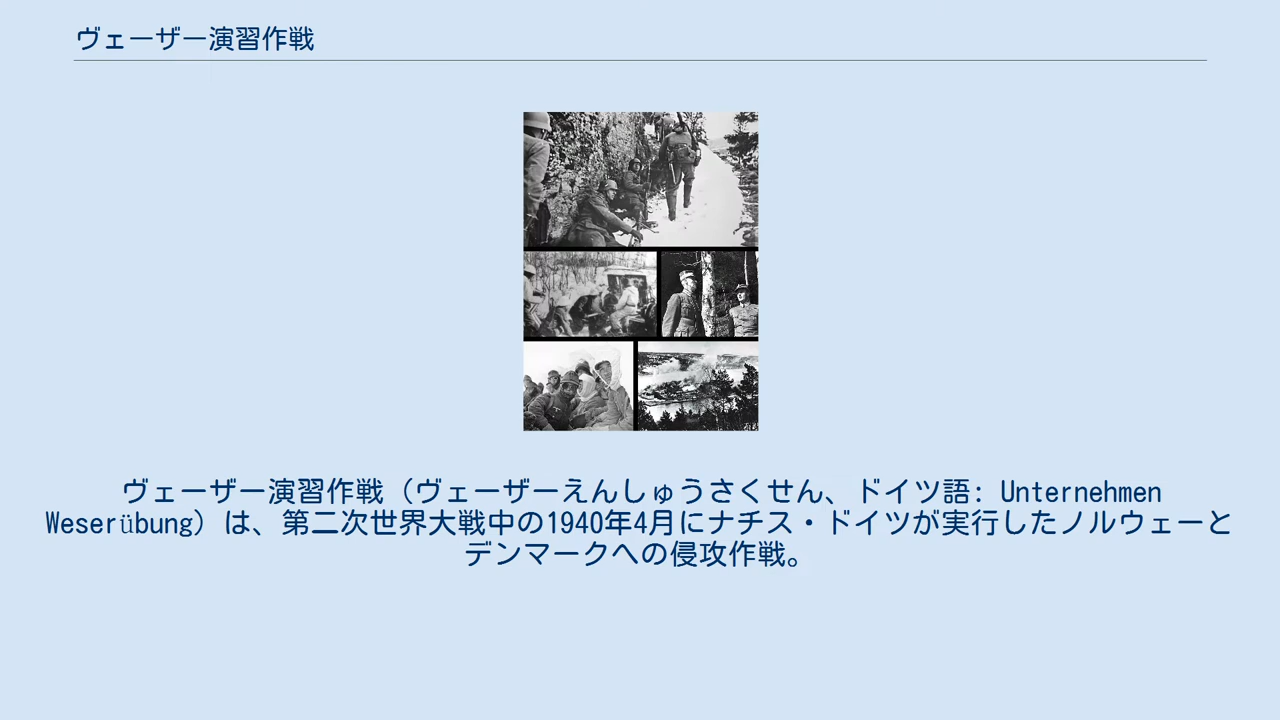 ヴェーザー演習作戦
ヴェーザー演習作戦（ヴェーザーえんしゅうさくせん、ドイツ語: Unternehmen
Weserübung）は、第二次世界大戦中の1940年4月にナチス・ドイツが実行したノルウェーと
デンマークへの侵攻作戦。